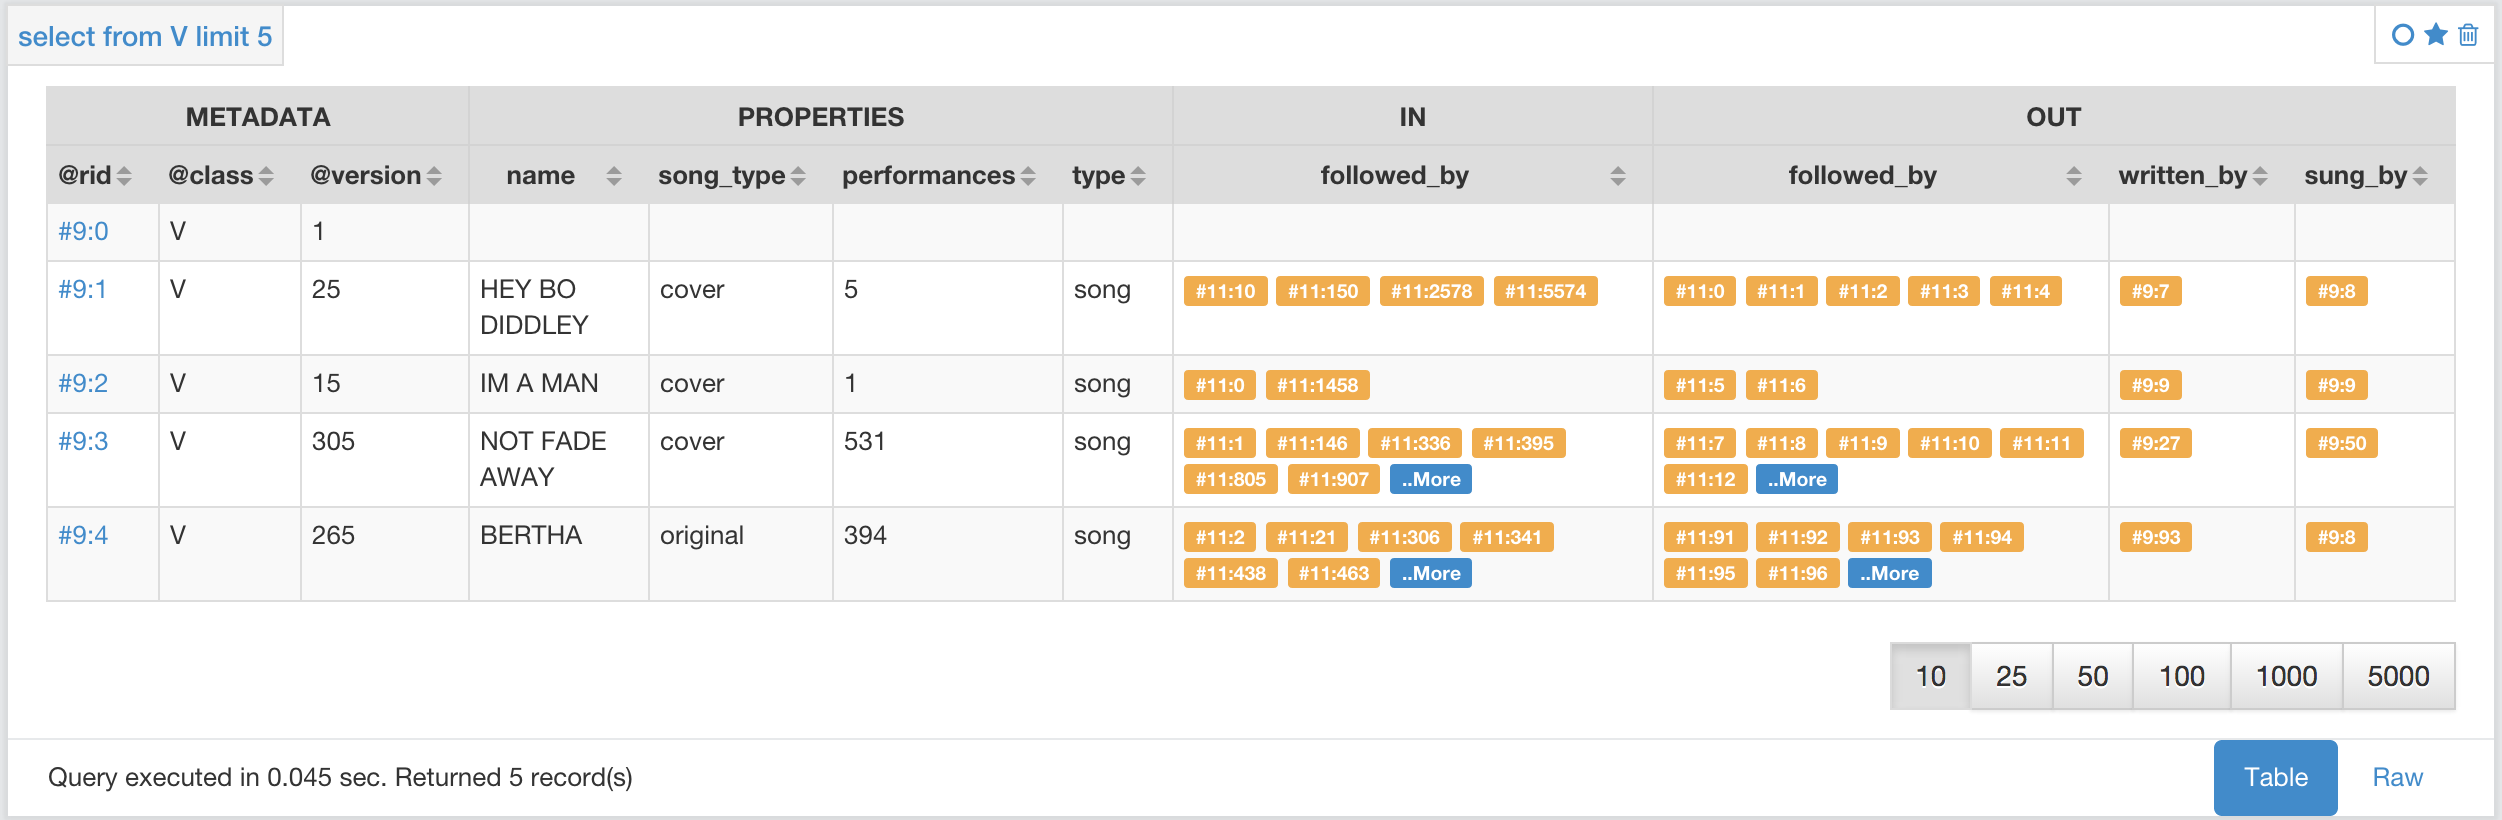 select from V limit 5
METADATA PROPERTIES IN OUT
@rid @class @version name song_type performances type followed_by followed_by written_by sung_by
#9:0 V 1
#9:1 V 25 HEY BO cover 5 song #11:10 #11:150 #11:2578 #11:5574 #11:0 #11:1 #11:2 #11:3 #11:4 #9:7 #9:8
DIDDLEY
#9:2 V 15 IM A MAN cover 1 song #11:0 #11:1458 #11:5 #11:6 #9:9 #9:9
#9:3 V 305 NOT FADE cover 531 song #11:1 #11:146 #11:336 #11:395 #11:7 #11:8 #11:9 #11:10 #11:11 #9:27 #9:50
AWAY #11:805 #11:907 ..More #11:12 ..More
#9:4 V 265 BERTHA original 394 song #11:2 #11:21 #11:306 #11:341 #11:91 #11:92 #11:93 #11:94 #9:93 #9:8
#11:438 #11:463 ..More #11:95 #11:96 ..More
10 25 50 100 1000 5000
Query executed in 0.045 sec. Returned 5 record(s) Table Raw